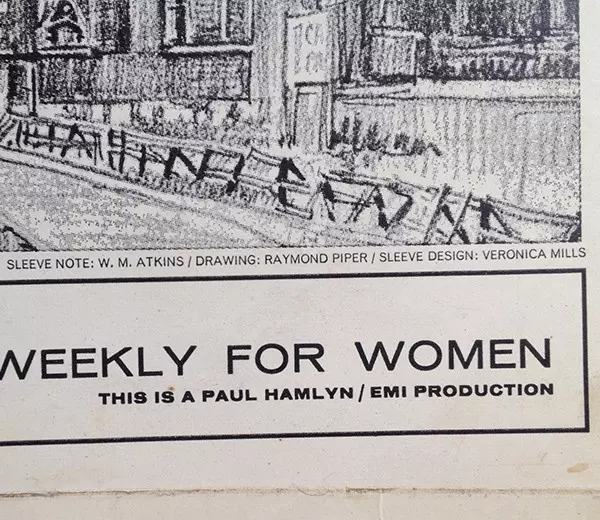 SLEEVE NOTE: W. M. ATKINS / DRAWING: RAYMOND PIPER / SLEEVE DESIGN: VERONICA MILLS
WEEKLY FOR WOMEN
THIS IS A PAUL HAMLYN / EMI PRODUCTION